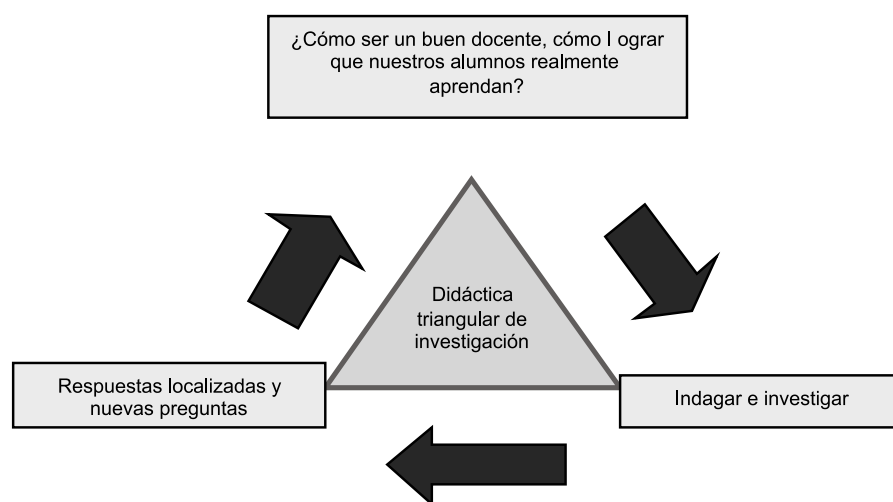 ¿Cómo ser un buen docente, cómo l ograr
que nuestros alumnos realmente
aprendan?
Didáctica
triangular de
investigación
Respuestas localizadas y
nuevas preguntas
Indagar e investigar